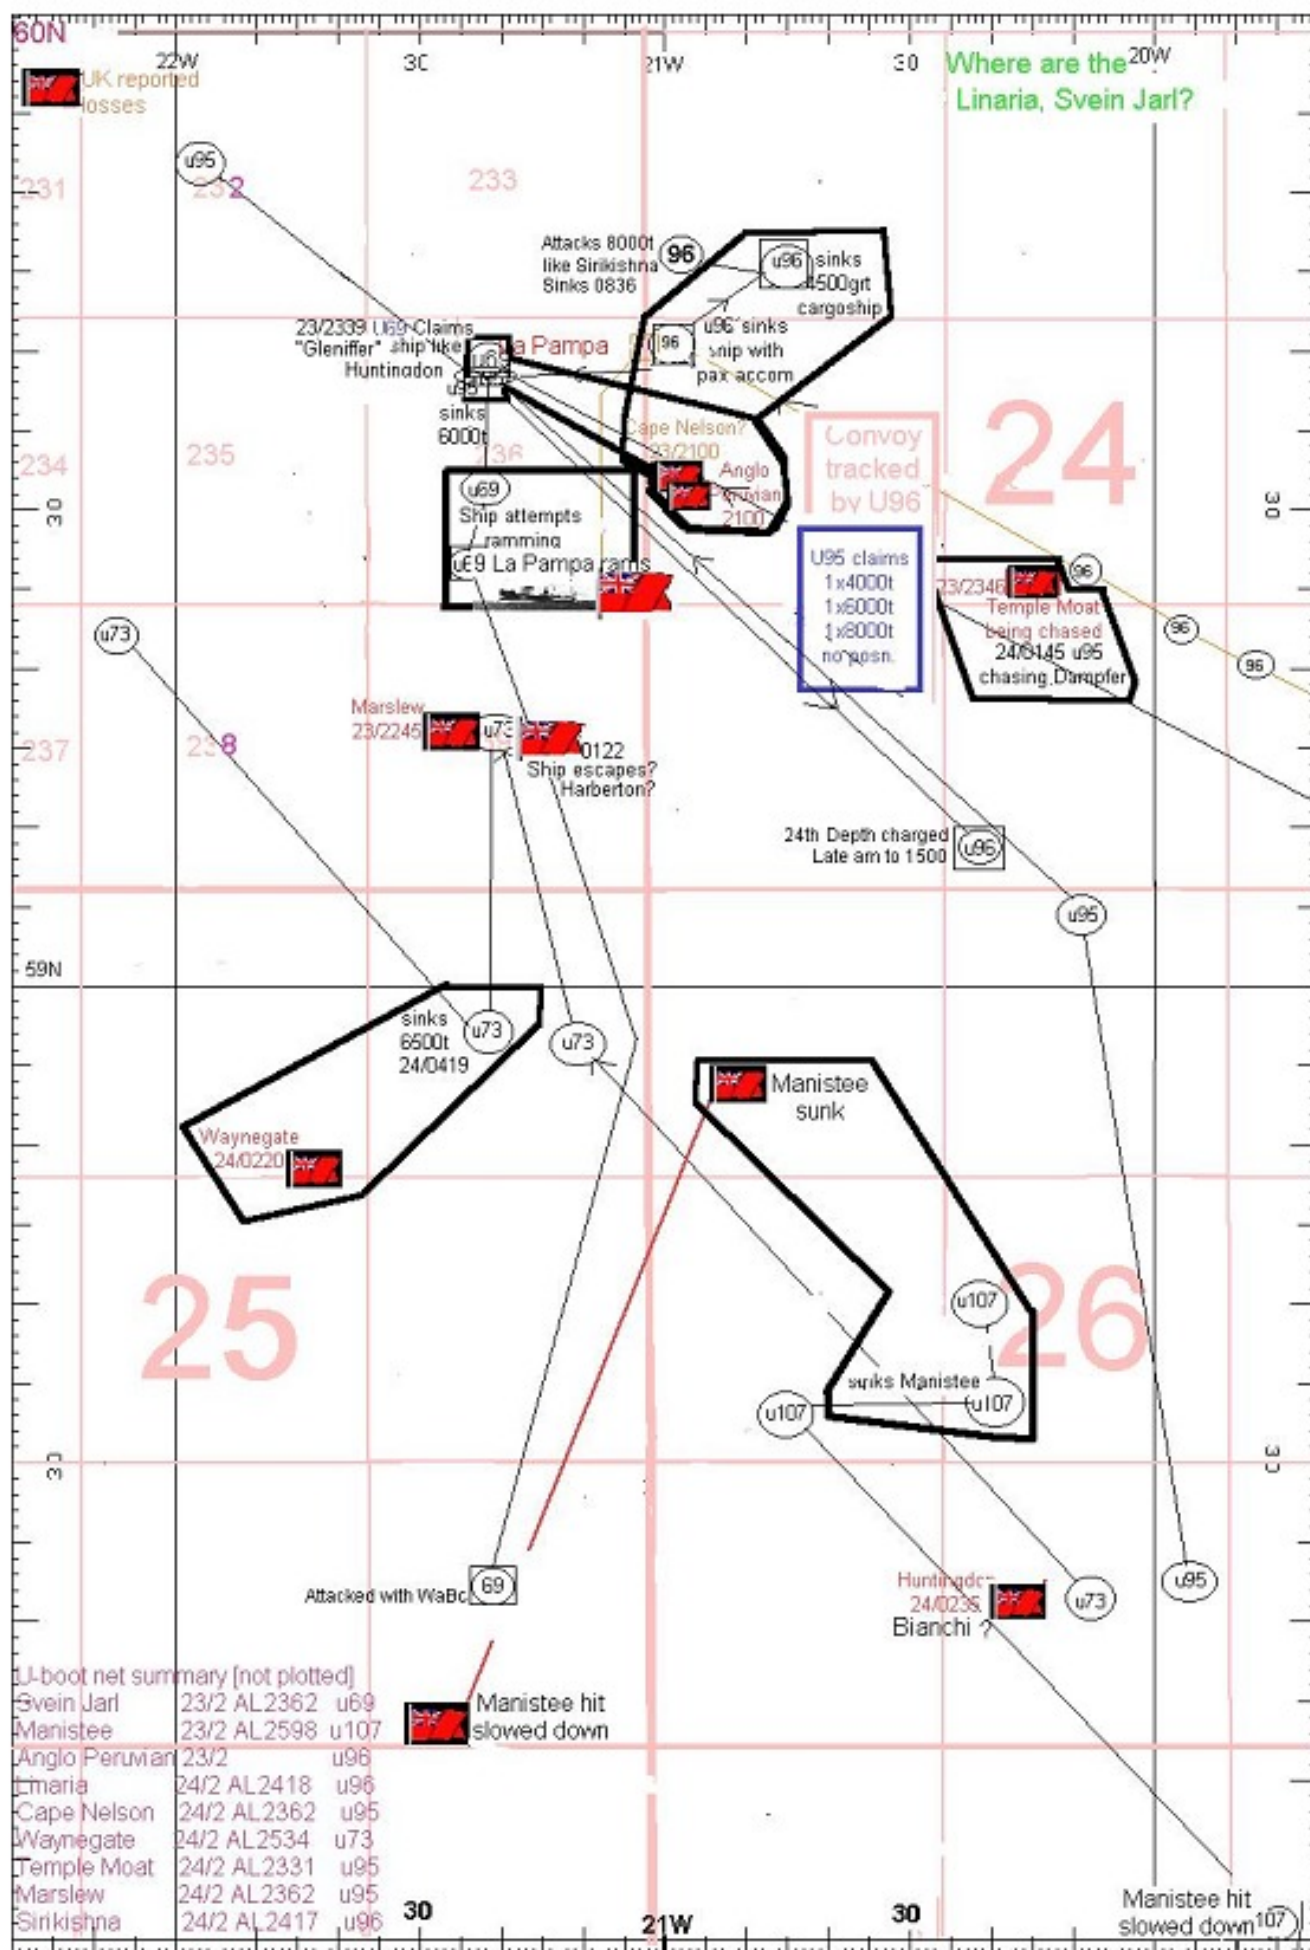 60N
22W
30
21W
30
20W
Where are the
Linaria, Svein Jarl?
UK reported
losses
u95
231
232
233
Attacks 8000t
like Sirikishna
Sinks 0836
96
u96
sinks
4500grt
cargoship
23/2339 U69 Claims
"Gleniffer" ship like
Huntingdon
u69
La Pampa
96
u96 sinks
ship with
pax accom
u95
sinks
6000t
Cape Nelson?
23/2100
Convoy
tracked
by U96
24
234
235
236
Anglo
Peruvian
2100
30
30
u69
Ship attempts
ramming
u69 La Pampa rams
U95 claims
1x4000t
1x6000t
1x8000t
no posn.
96
23/2346
Temple Moat
being chased
24/0145 u95
chasing Dampfer
96
96
u73
Marslew
23/2245
u73
0122
Ship escapes?
Harberton?
237
238
24th Depth charged
Late am to 1500
u96
u95
59N
sinks
6500t
24/0419
u73
u73
Manistee
sunk
Waynegate
24/0220
25
26
u107
sinks Manistee
u107
u107
30
30
Attacked with WaBo
69
Huntingdon
24/0235
Bianchi ?
u73
u95
U-boot net summary [not plotted]
Svein Jarl 23/2 AL2362 u69
Manistee 23/2 AL2598 u107
Anglo Peruvian 23/2 u96
Linaria 24/2 AL2418 u96
Cape Nelson 24/2 AL2362 u95
Waynegate 24/2 AL2534 u73
Temple Moat 24/2 AL2331 u95
Marslew 24/2 AL2362 u95
Sirikishna 24/2 AL2417 u96
Manistee hit
slowed down
30
21W
30
Manistee hit
slowed down
107